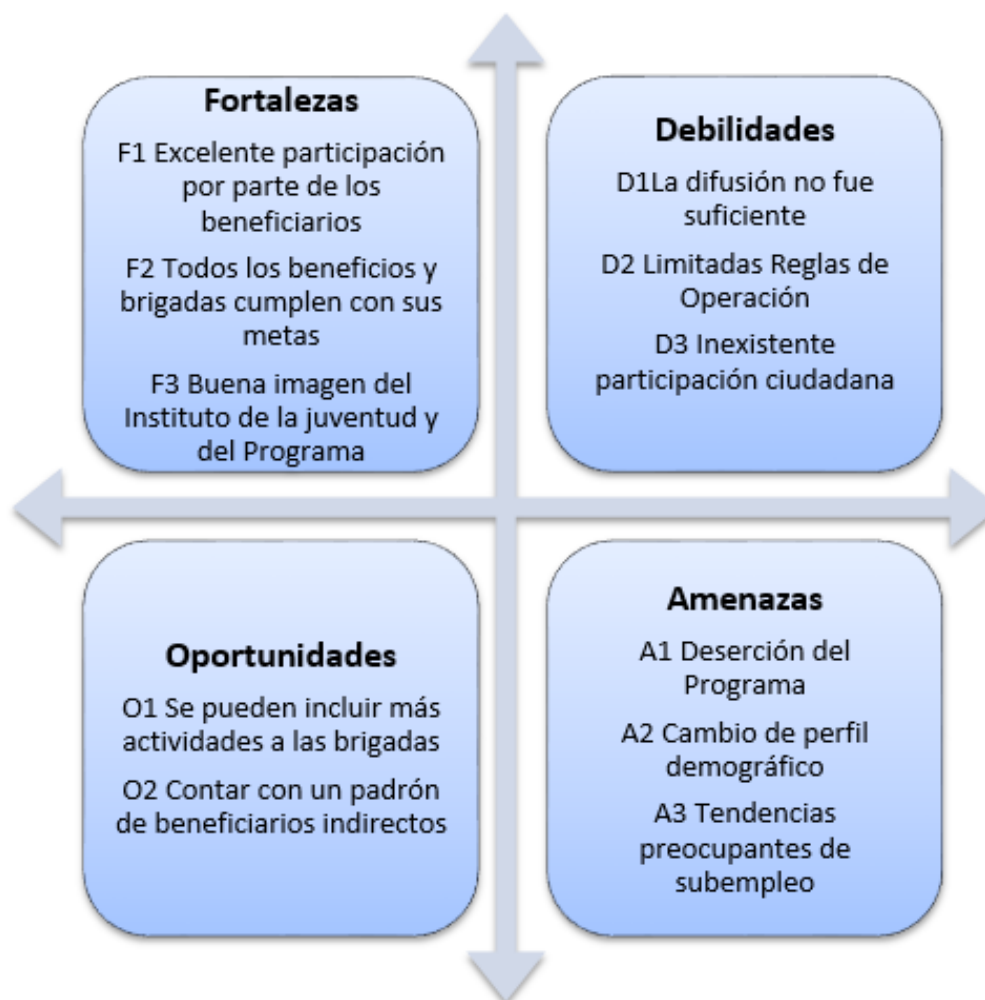 Fortalezas
F1 Excelente participación
por parte de los
beneficiarios
F2 Todos los beneficios y
brigadas cumplen con sus
metas
F3 Buena imagen del
Instituto de la juventud y
del Programa
Debilidades
D1La difusión no fue
suficiente
D2 Limitadas Reglas de
Operación
D3 Inexistente
participación ciudadana
Oportunidades
O1 Se pueden incluir más
actividades a las brigadas
O2 Contar con un padrón
de beneficiarios indirectos
Amenazas
A1 Deserción del
Programa
A2 Cambio de perfil
demográfico
A3 Tendencias
preocupantes de
subempleo